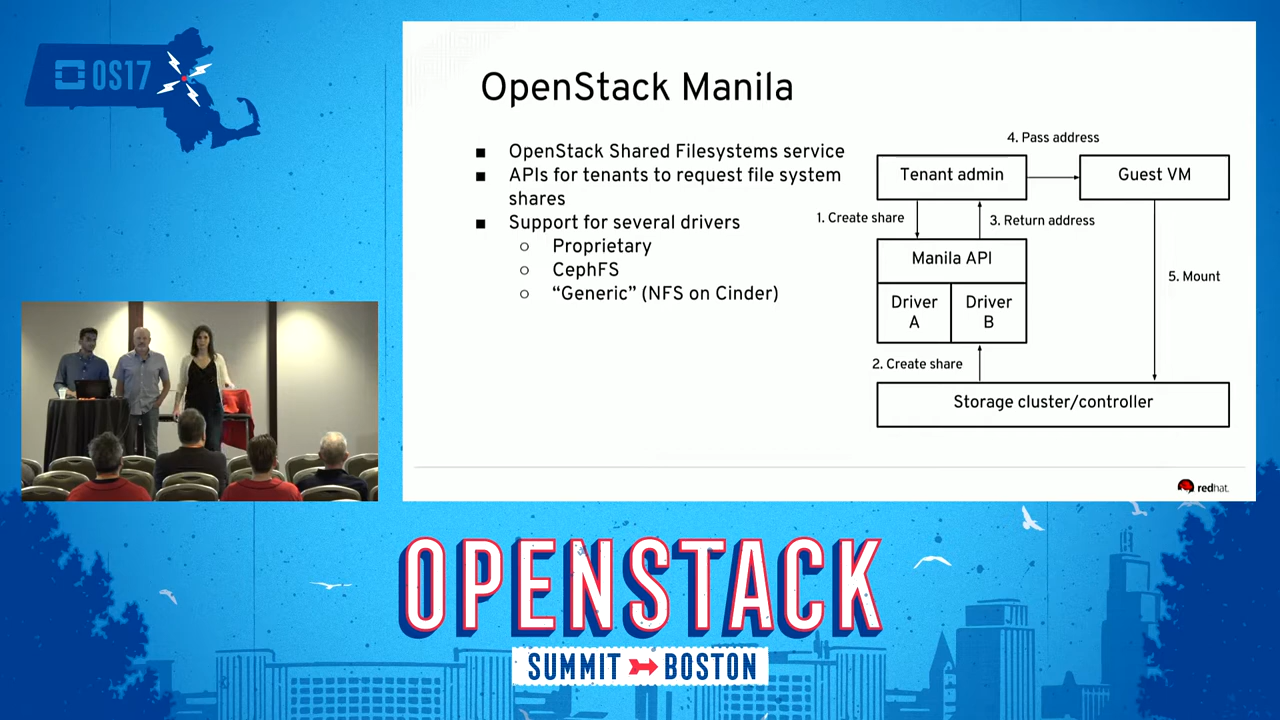 OS17
OpenStack Manila
■ OpenStack Shared Filesystems service
■ APIs for tenants to request file system
shares
■ Support for several drivers
○ Proprietary
○ CephFS
○ “Generic” (NFS on Cinder)
4. Pass address
Tenant admin
Guest VM
1. Create share
3. Return address
Manila API
5. Mount
Driver
A
Driver
B
2. Create share
Storage cluster/controller
redhat.
OPENSTACK
SUMMIT BOSTON